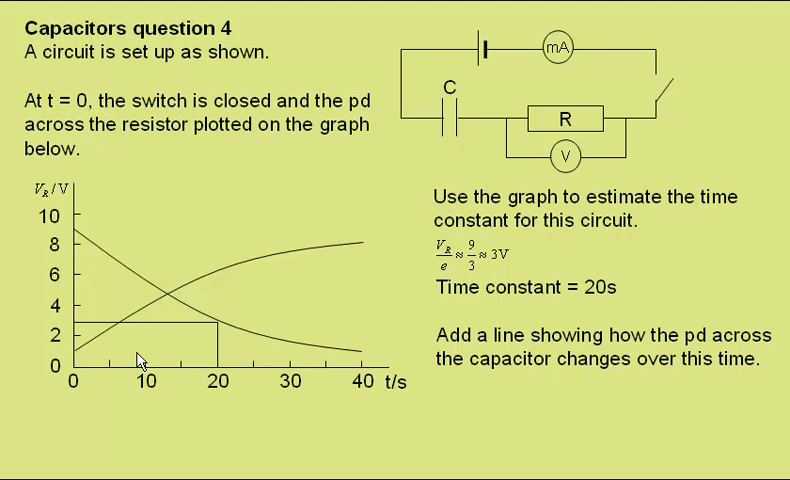 Capacitors question 4
A circuit is set up as shown.
At t = 0, the switch is closed and the pd
across the resistor plotted on the graph
below.
mA
C
R
V
V_R / V
10
8
6
4
2
0
0 10 20 30 40 t/s
Use the graph to estimate the time
constant for this circuit.
V_R/e ≈ 9/3 ≈ 3V
Time constant = 20s
Add a line showing how the pd across
the capacitor changes over this time.